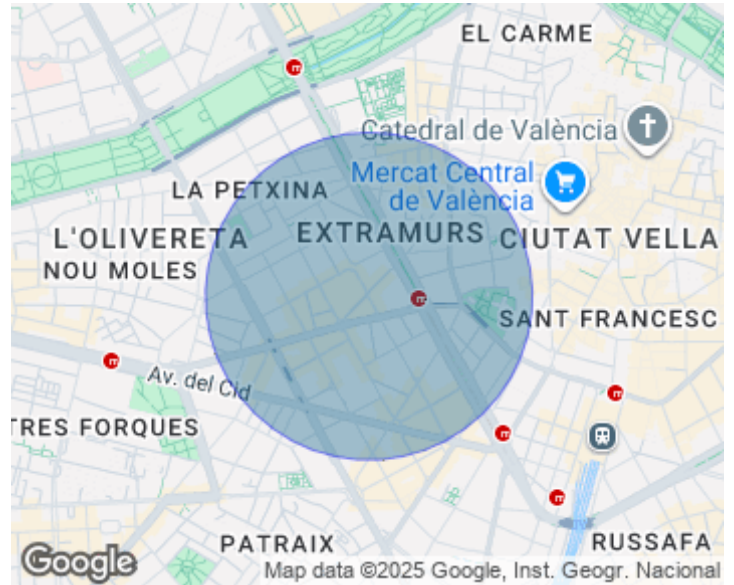 EL CARME
Catedral de València
LA PETXINA
Mercat Central
de València
L'OLIVERETA
EXTRAMURS
CIUTAT VELLA
NOU MOLES
SANT FRANCESC
Av. del Cid
TRES FORQUES
PATRAIX
RUSSAFA
Google
Map data ©2025 Google, Inst. Geogr. Nacional